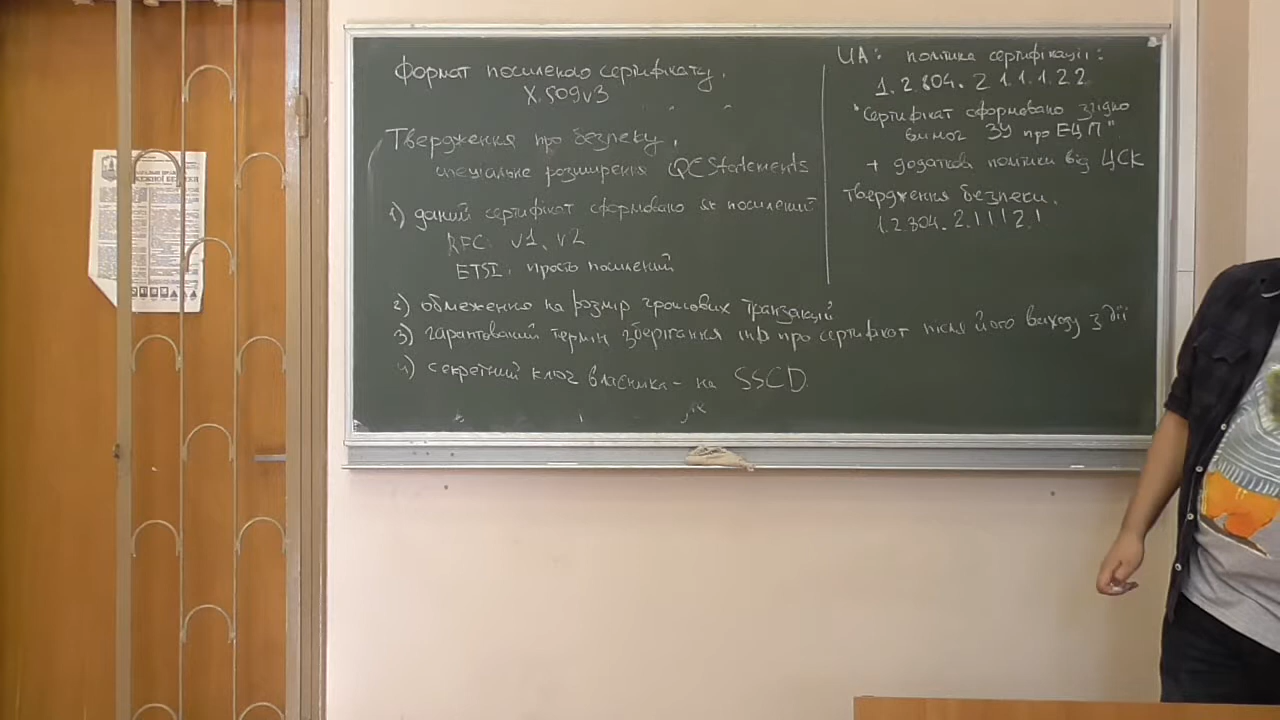 Формат посиленого сертифікату.
X.509v3
Твердження про безпеку.
спеціальне розширення QCStatements
1) даний сертифікат сформовано як посилений
RFC: v1, v2
ETSI: просто посилений
2) обмеження на розмір грошових транзакцій
3) гарантований термін зберігання інф про сертифікат після його виходу з дії
4) секретний ключ власника - на SSCD.
UA: політика сертифікації:
1.2.804.2.1.1.1.2.2
"Сертифікат сформовано згідно
вимог ЗУ про ЕЦП".
+ додаткові політики від ЦСК
Твердження безпеки.
1.2.804.2.1.1.1.2.1